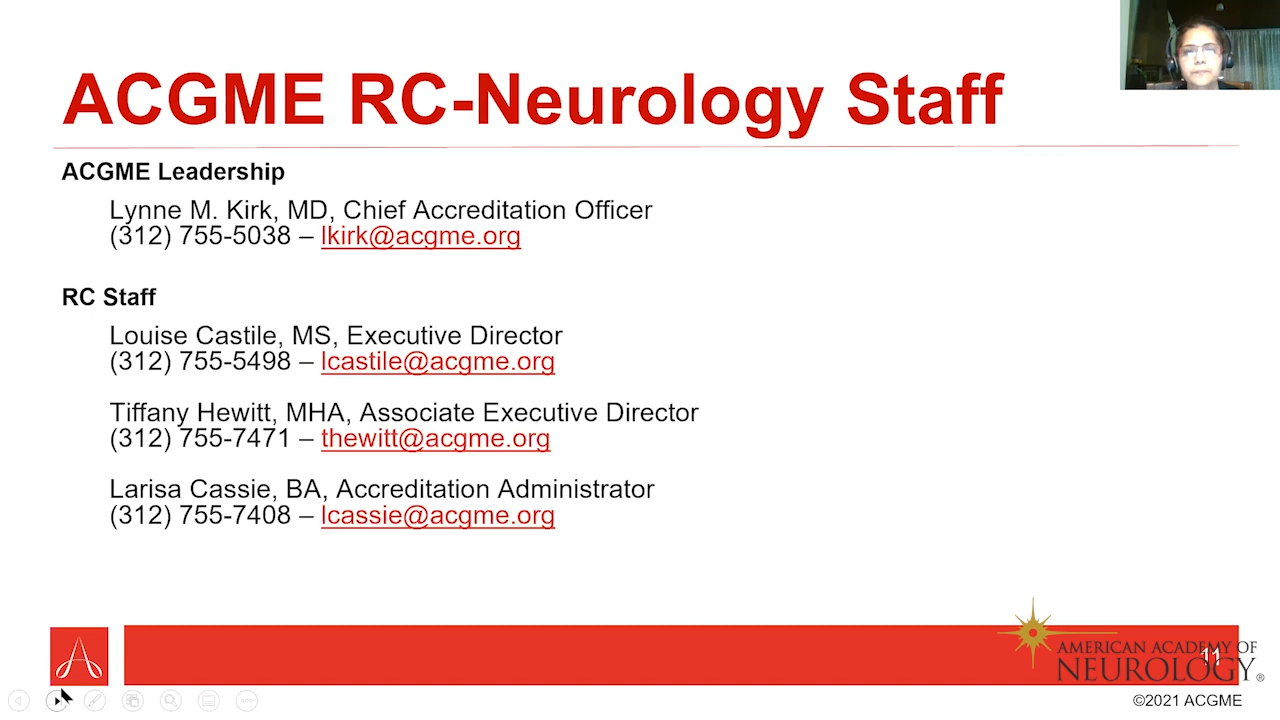 ACGME RC-Neurology Staff
ACGME Leadership
Lynne M. Kirk, MD, Chief Accreditation Officer
(312) 755-5038 – lkirk@acgme.org
RC Staff
Louise Castile, MS, Executive Director
(312) 755-5498 – lcastile@acgme.org
Tiffany Hewitt, MHA, Associate Executive Director
(312) 755-7471 – thewitt@acgme.org
Larisa Cassie, BA, Accreditation Administrator
(312) 755-7408 – lcassie@acgme.org
11
AMERICAN ACADEMY OF
NEUROLOGY®
©2021 ACGME